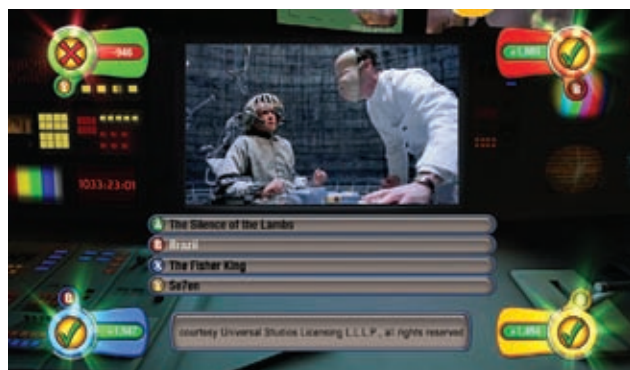 -946
Y
B
1033:23:01
A The Silence of the Lambs
B Brazil
X The Fisher King
Y Se7en
B
courtesy Universal Studios Licensing L.L.L.P., all rights reserved